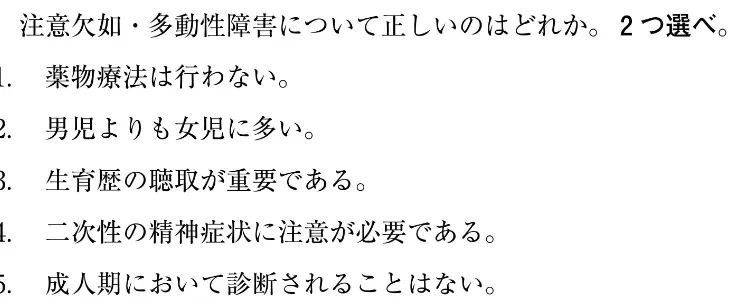 注意欠如・多動性障害について正しいのはどれか。2つ選べ。
1. 薬物療法は行わない。
2. 男児よりも女児に多い。
3. 生育歴の聴取が重要である。
4. 二次性の精神症状に注意が必要である。
5. 成人期において診断されることはない。